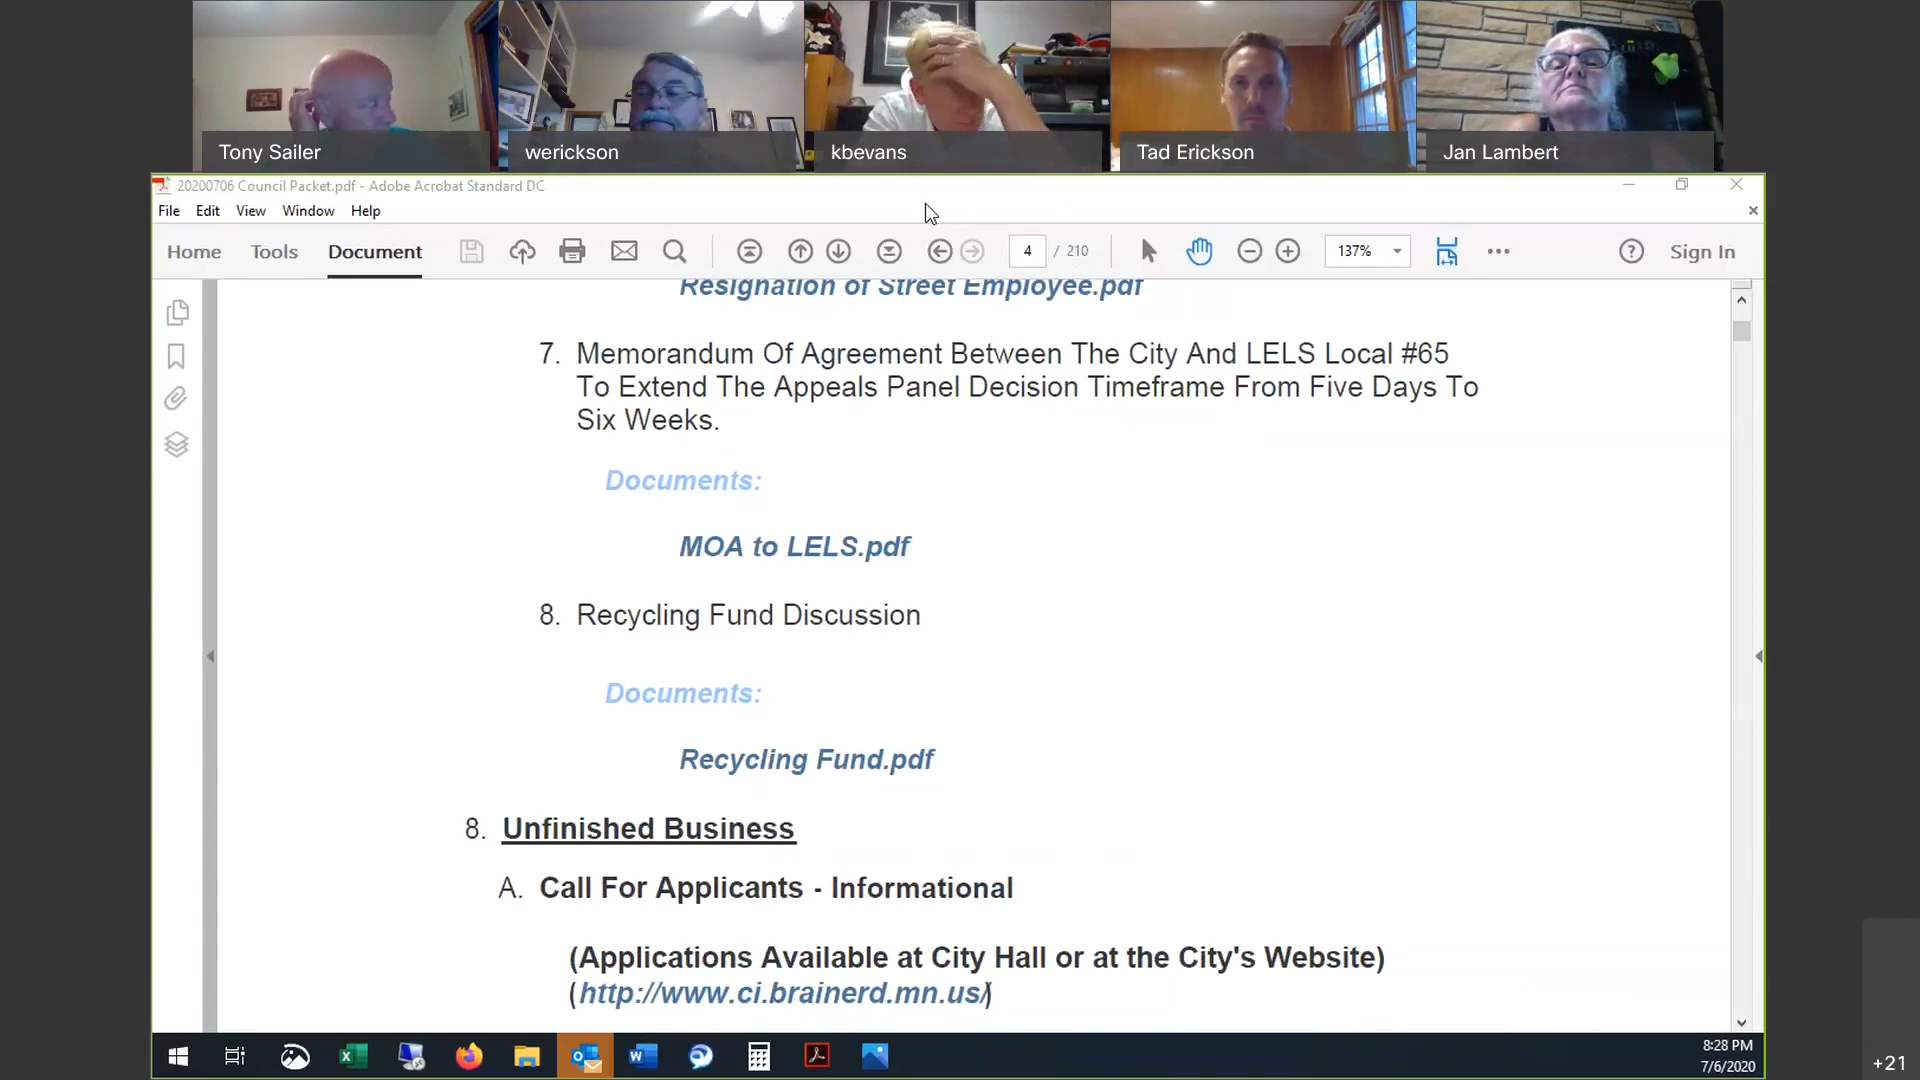 Tony Sailer
werickson
kbevans
Tad Erickson
Jan Lambert
20200706 Council Packet.pdf - Adobe Acrobat Standard DC
File Edit View Window Help
Home Tools Document 4 / 210 137% Sign In
Resignation of Street Employee.pdf
7. Memorandum Of Agreement Between The City And LELS Local #65
To Extend The Appeals Panel Decision Timeframe From Five Days To
Six Weeks.
Documents:
MOA to LELS.pdf
8. Recycling Fund Discussion
Documents:
Recycling Fund.pdf
8. Unfinished Business
A. Call For Applicants - Informational
(Applications Available at City Hall or at the City's Website)
(http://www.ci.brainerd.mn.us/)
8:28 PM
7/6/2020
+21